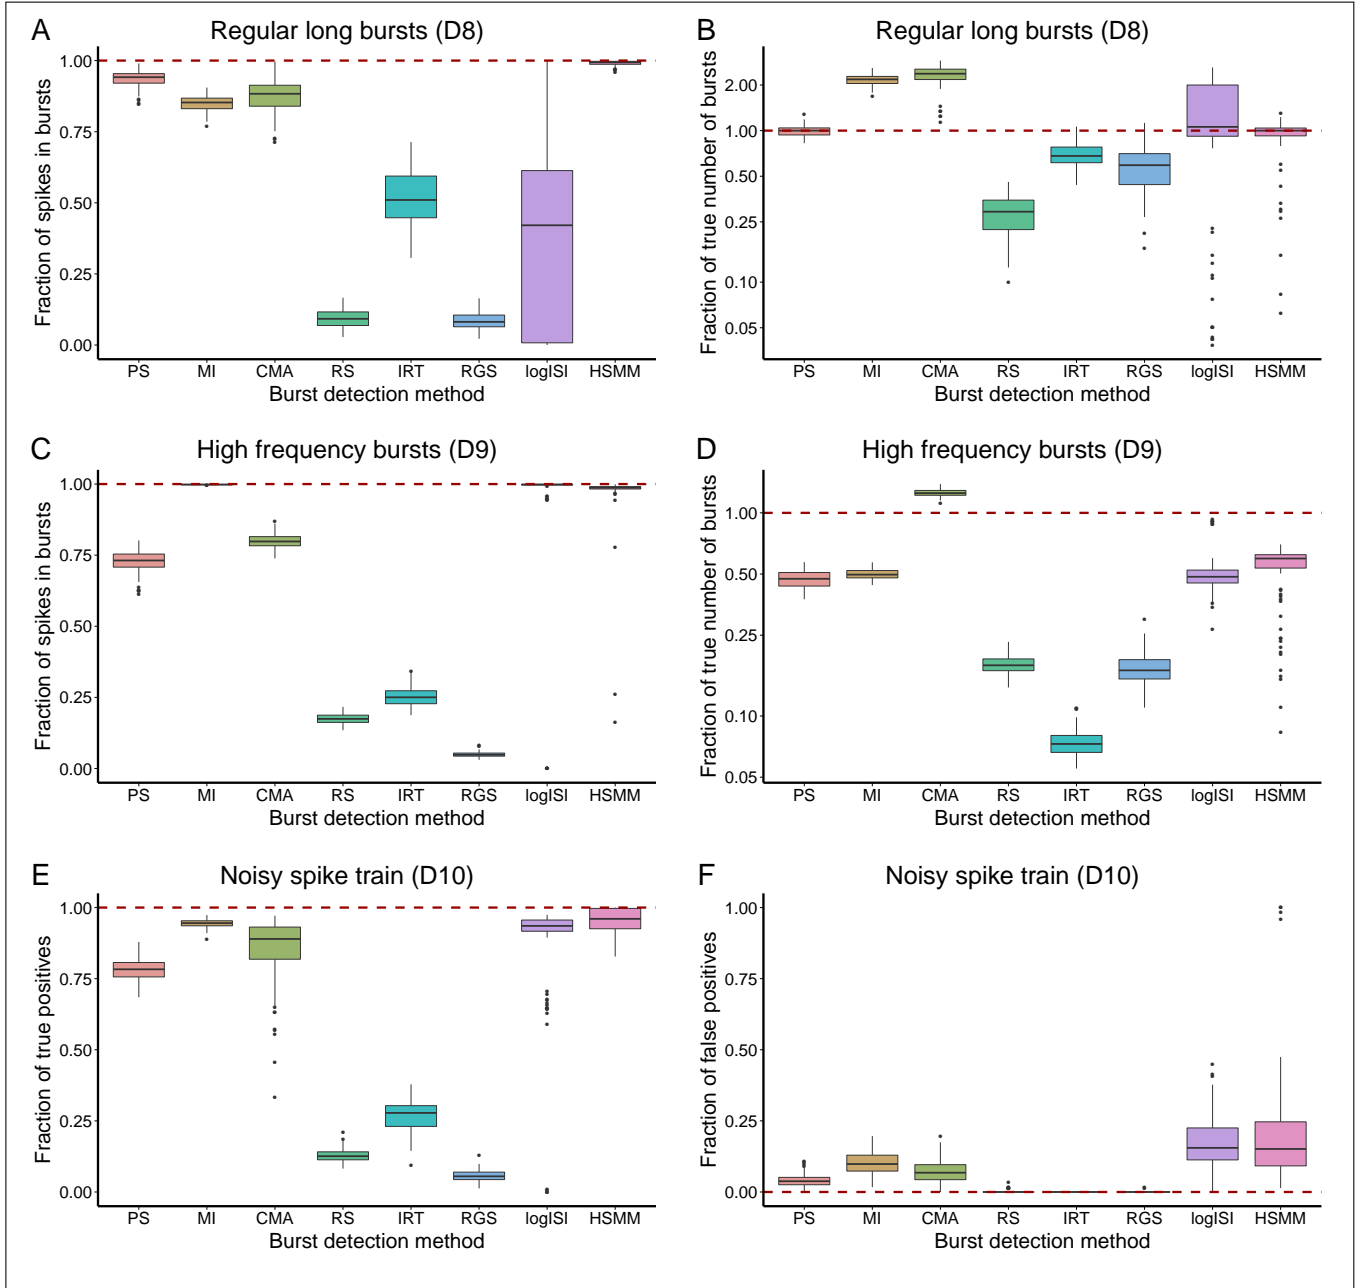 A
Regular long bursts (D8)
Fraction of spikes in bursts
1.00
0.75
0.50
0.25
0.00
PS MI CMA RS IRT RGS logISI HSMM
Burst detection method
B
Regular long bursts (D8)
Fraction of true number of bursts
2.00
1.00
0.50
0.25
0.10
0.05
PS MI CMA RS IRT RGS logISI HSMM
Burst detection method
C
High frequency bursts (D9)
Fraction of spikes in bursts
1.00
0.75
0.50
0.25
0.00
PS MI CMA RS IRT RGS logISI HSMM
Burst detection method
D
High frequency bursts (D9)
Fraction of true number of bursts
1.00
0.50
0.25
0.10
0.05
PS MI CMA RS IRT RGS logISI HSMM
Burst detection method
E
Noisy spike train (D10)
Fraction of true positives
1.00
0.75
0.50
0.25
0.00
PS MI CMA RS IRT RGS logISI HSMM
Burst detection method
F
Noisy spike train (D10)
Fraction of false positives
1.00
0.75
0.50
0.25
0.00
PS MI CMA RS IRT RGS logISI HSMM
Burst detection method